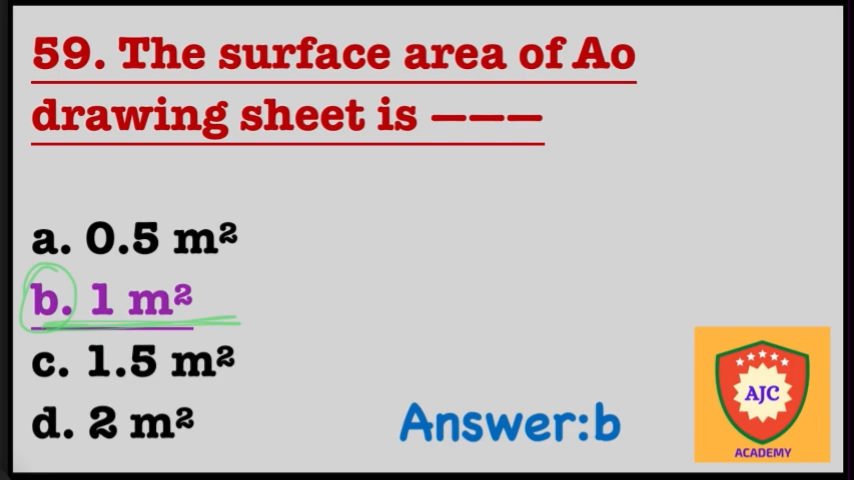 59. The surface area of Ao
drawing sheet is ———
a. 0.5 m²
b. 1 m²
c. 1.5 m²
d. 2 m²
Answer:b
AJC
ACADEMY